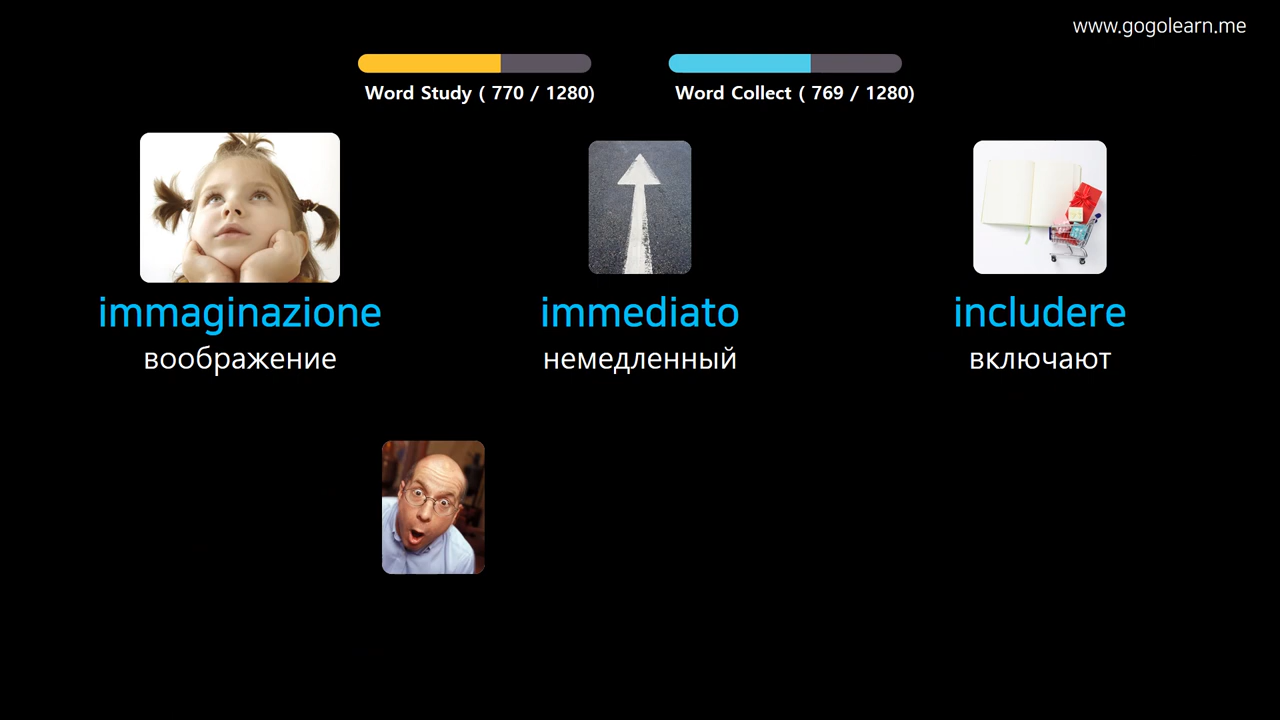 www.gogolearn.me
Word Study ( 770 / 1280)
Word Collect ( 769 / 1280)
immaginazione
immediato
includere
воображение
немедленный
включают